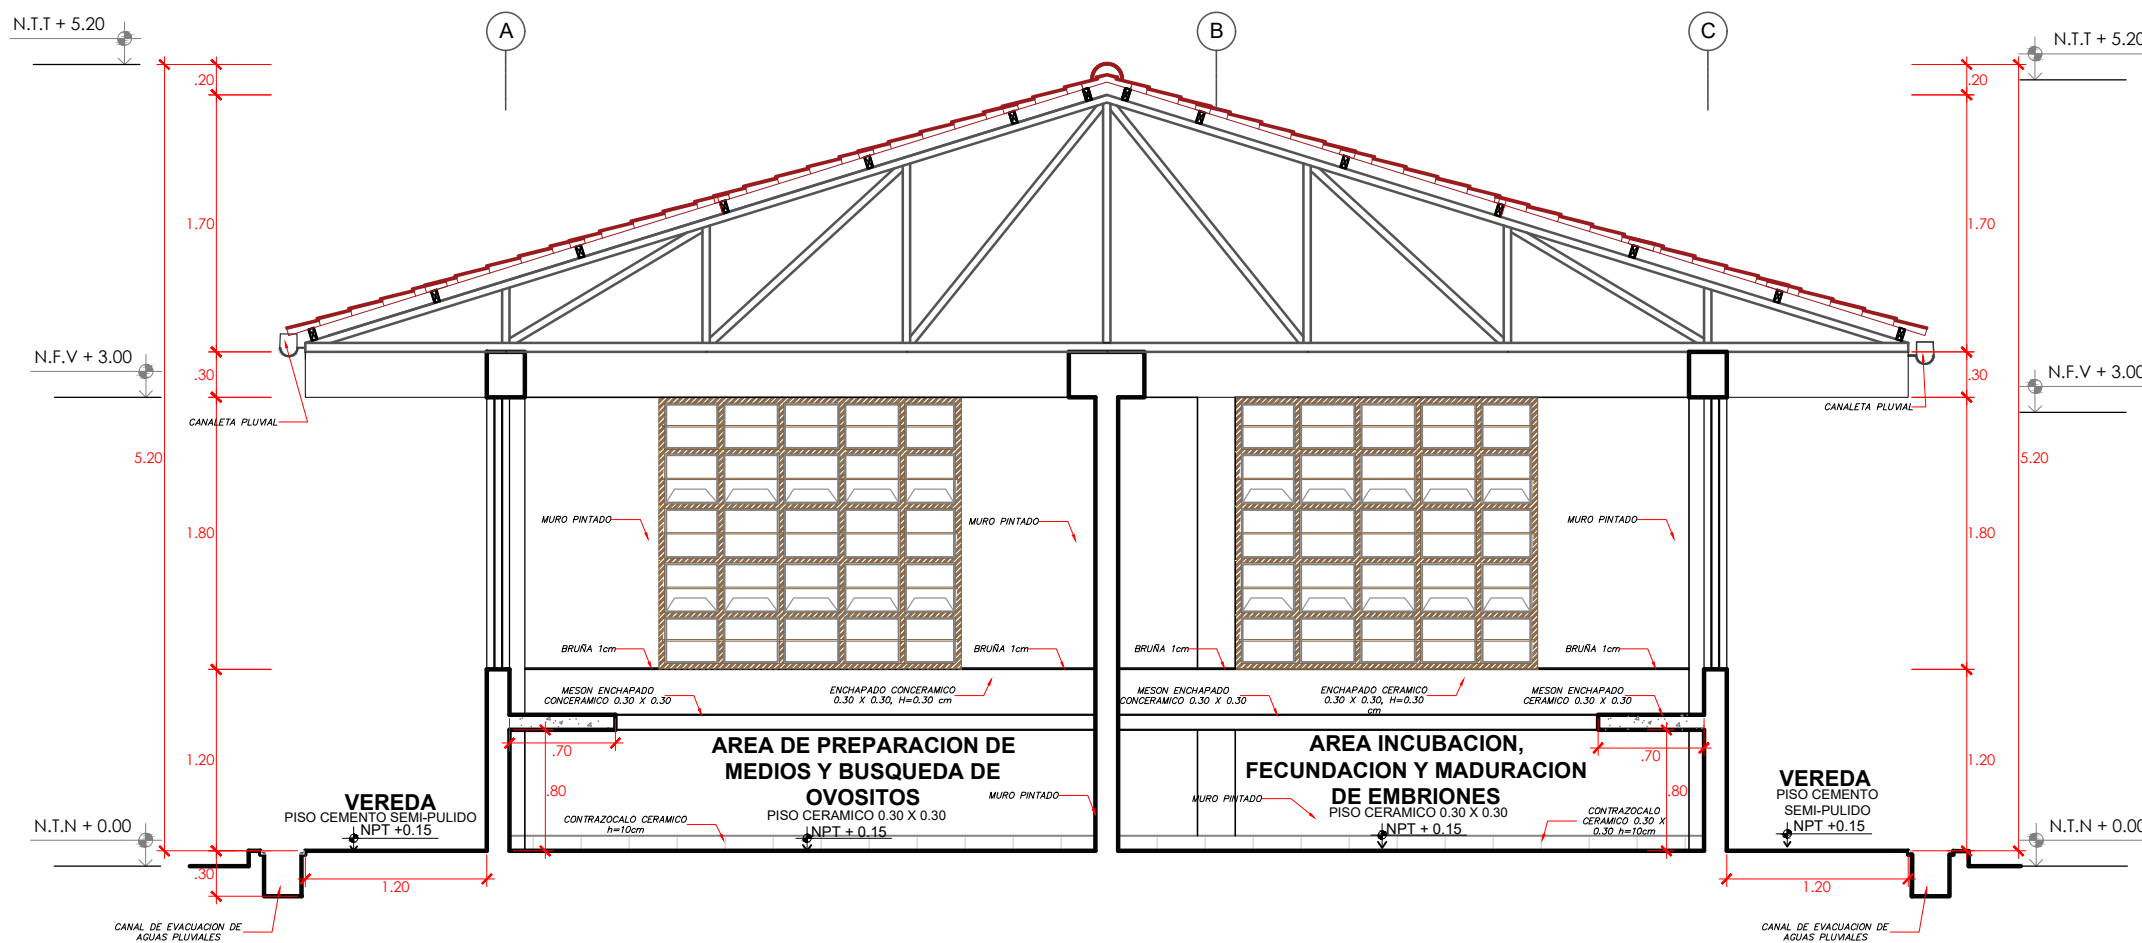 N.T.T + 5.20
A
B
C
N.T.T + 5.20
.20
.20
1.70
1.70
N.F.V + 3.00
N.F.V + 3.00
.30
.30
CANALETA PLUVIAL
CANALETA PLUVIAL
5.20
5.20
1.80
1.80
MURO PINTADO
MURO PINTADO
MURO PINTADO
BRUÑA 1cm
BRUÑA 1cm
BRUÑA 1cm
BRUÑA 1cm
MESON ENCHAPADO
CONCERAMICO 0.30 X 0.30
ENCHAPADO CONCERAMICO
0.30 X 0.30, H=0.30 cm
MESON ENCHAPADO
CONCERAMICO 0.30 X 0.30
ENCHAPADO CERAMICO
0.30 X 0.30, H=0.30
cm
MESON ENCHAPADO
CERAMICO 0.30 X 0.30
.70
.70
.80
.80
1.20
1.20
AREA DE PREPARACION DE
MEDIOS Y BUSQUEDA DE
OVOSITOS
PISO CERAMICO 0.30 X 0.30
NPT + 0.15
AREA INCUBACION,
FECUNDACION Y MADURACION
DE EMBRIONES
PISO CERAMICO 0.30 X 0.30
NPT + 0.15
MURO PINTADO
MURO PINTADO
CONTRAZOCALO CERAMICO
h=10cm
CONTRAZOCALO
CERAMICO 0.30 X
0.30 h=10cm
VEREDA
PISO CEMENTO SEMI-PULIDO
NPT +0.15
VEREDA
PISO CEMENTO
SEMI-PULIDO
NPT +0.15
N.T.N + 0.00
N.T.N + 0.00
.30
1.20
1.20
CANAL DE EVACUACION DE
AGUAS PLUVIALES
CANAL DE EVACUACION DE
AGUAS PLUVIALES